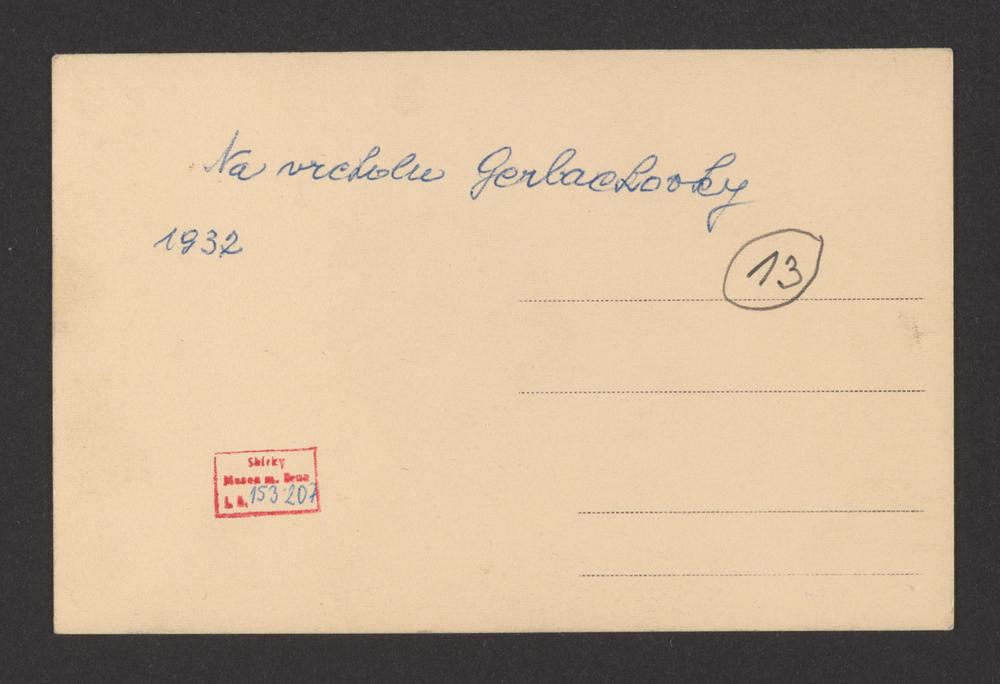 Na vrcholu Gerlachovky
1932
13
Sbírky
Musea m. Brna
153 207